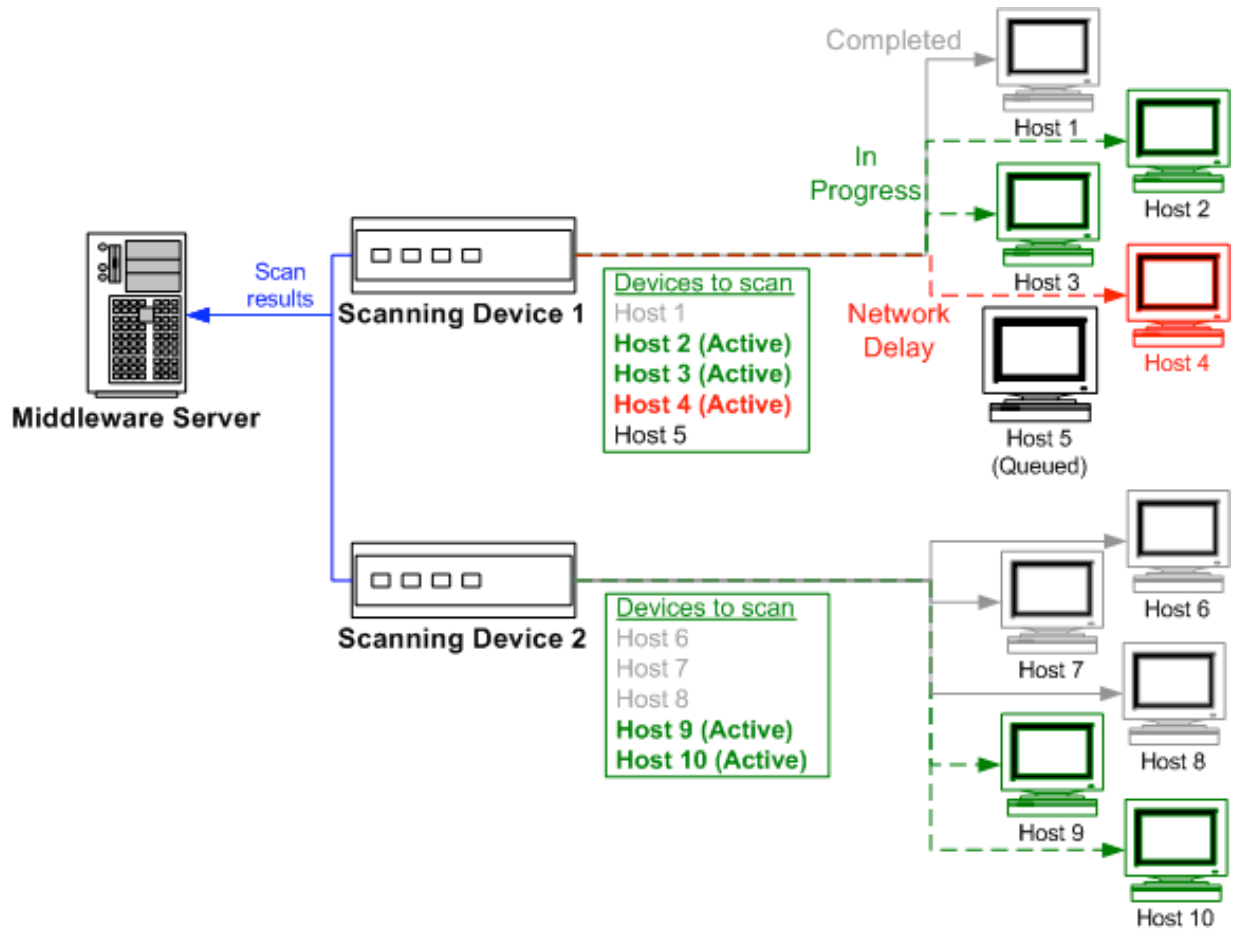 Completed
Host 1
In
Progress
Host 2
Host 3
Scan
results
Scanning Device 1
Devices to scan
Host 1
Host 2 (Active)
Host 3 (Active)
Host 4 (Active)
Host 5
Network
Delay
Host 4
Middleware Server
Host 5
(Queued)
Scanning Device 2
Devices to scan
Host 6
Host 7
Host 8
Host 9 (Active)
Host 10 (Active)
Host 6
Host 7
Host 8
Host 9
Host 10